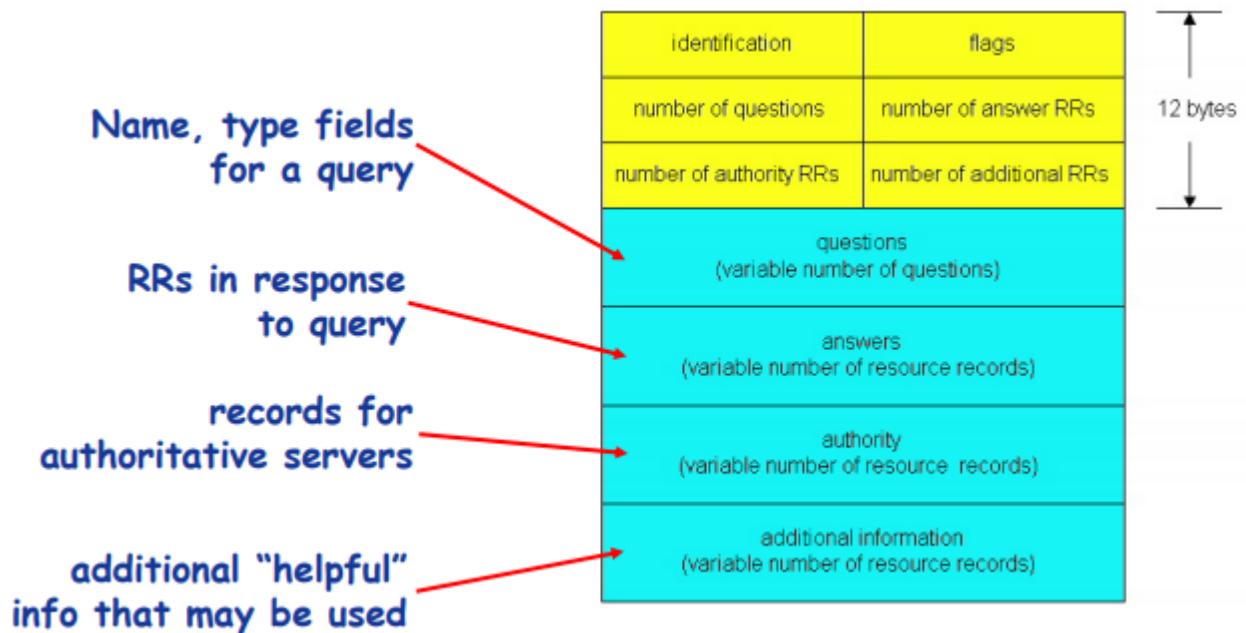 identification
flags
Name, type fields
for a query
number of questions
number of answer RRs
12 bytes
number of authority RRs
number of additional RRs
questions
(variable number of questions)
RRs in response
to query
answers
(variable number of resource records)
records for
authoritative servers
authority
(variable number of resource records)
additional “helpful”
info that may be used
additional information
(variable number of resource records)